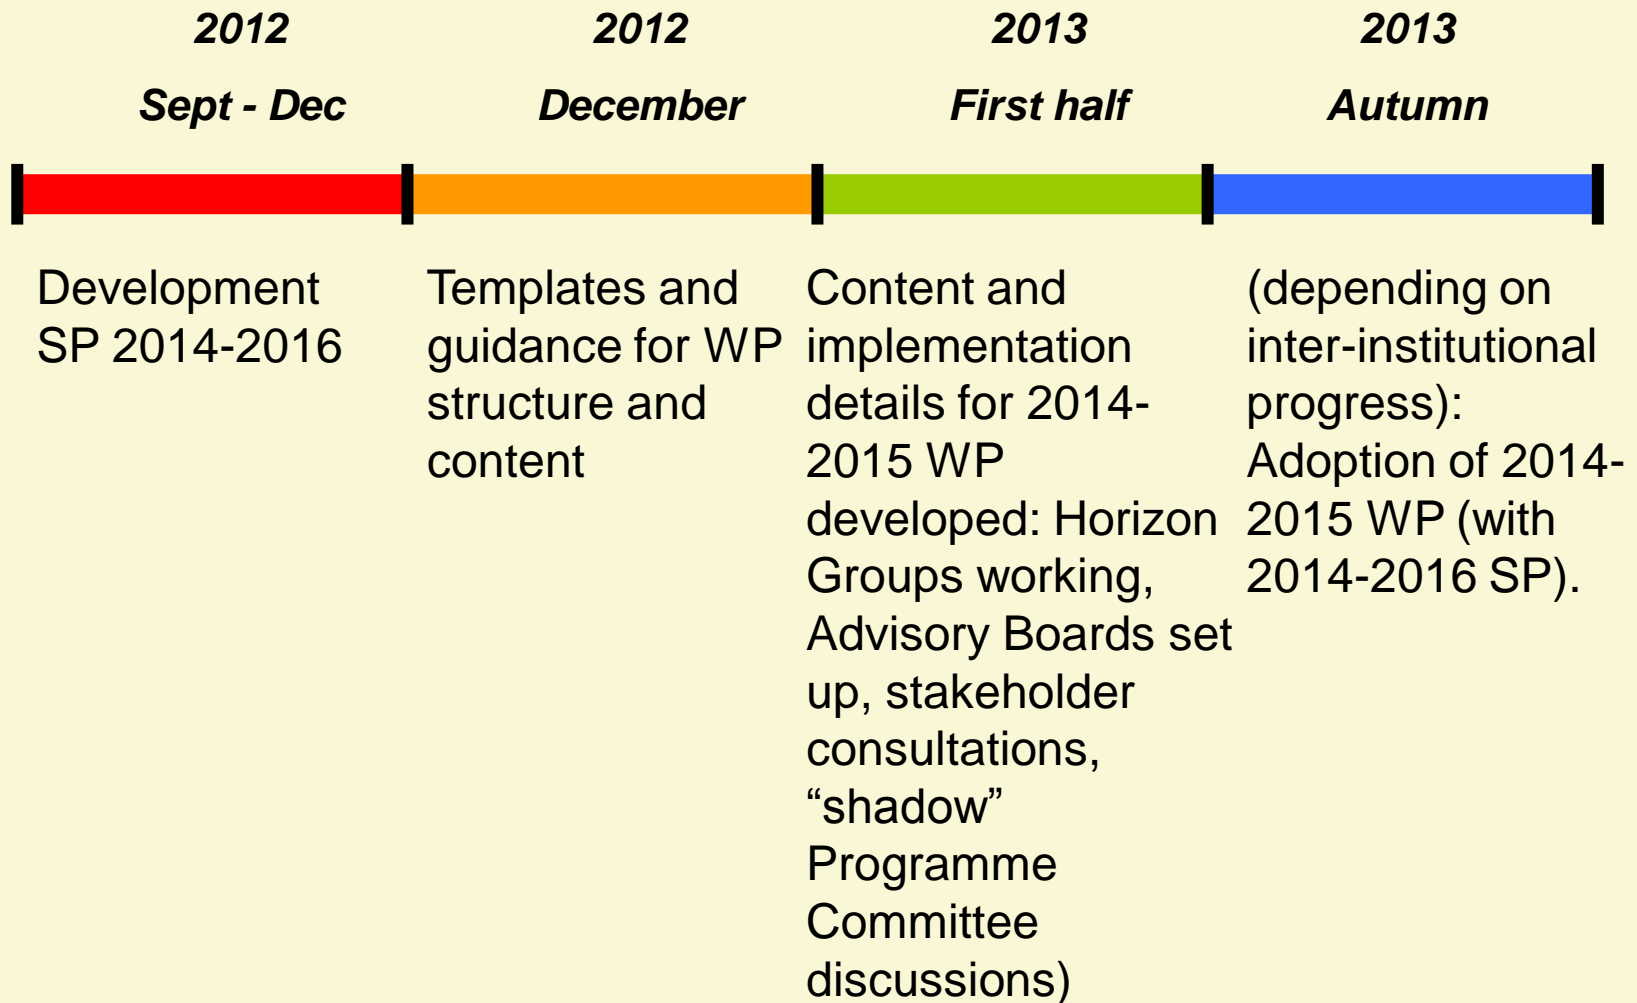 2012
Sept - Dec
2012
December
2013
First half
2013
Autumn
Development
SP 2014-2016
Templates and
guidance for WP
structure and
content
Content and
implementation
details for 2014-
2015 WP
developed: Horizon
Groups working,
Advisory Boards set
up, stakeholder
consultations,
“shadow”
Programme
Committee
discussions)
(depending on
inter-institutional
progress):
Adoption of 2014-
2015 WP (with
2014-2016 SP).